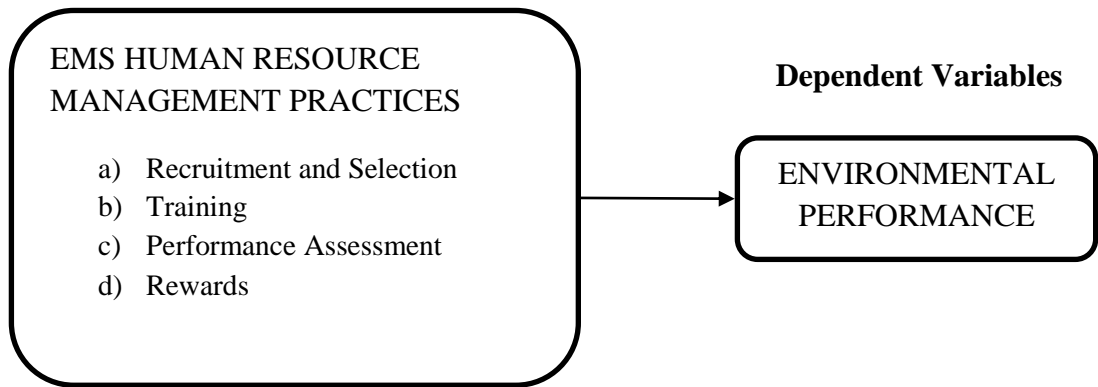 EMS HUMAN RESOURCE
MANAGEMENT PRACTICES
a) Recruitment and Selection
b) Training
c) Performance Assessment
d) Rewards
Dependent Variables
ENVIRONMENTAL
PERFORMANCE